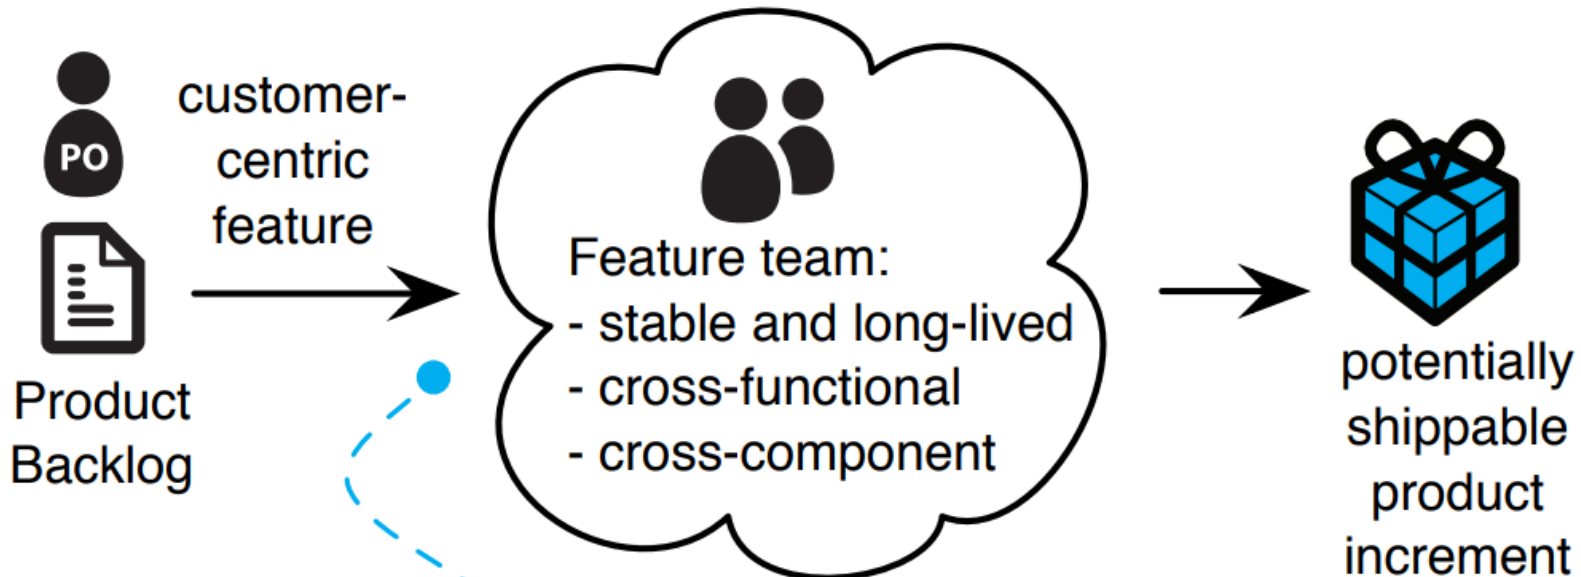 PO
Product
Backlog
customer-
centric
feature
Feature team:
- stable and long-lived
- cross-functional
- cross-component
potentially
shippable
product
increment